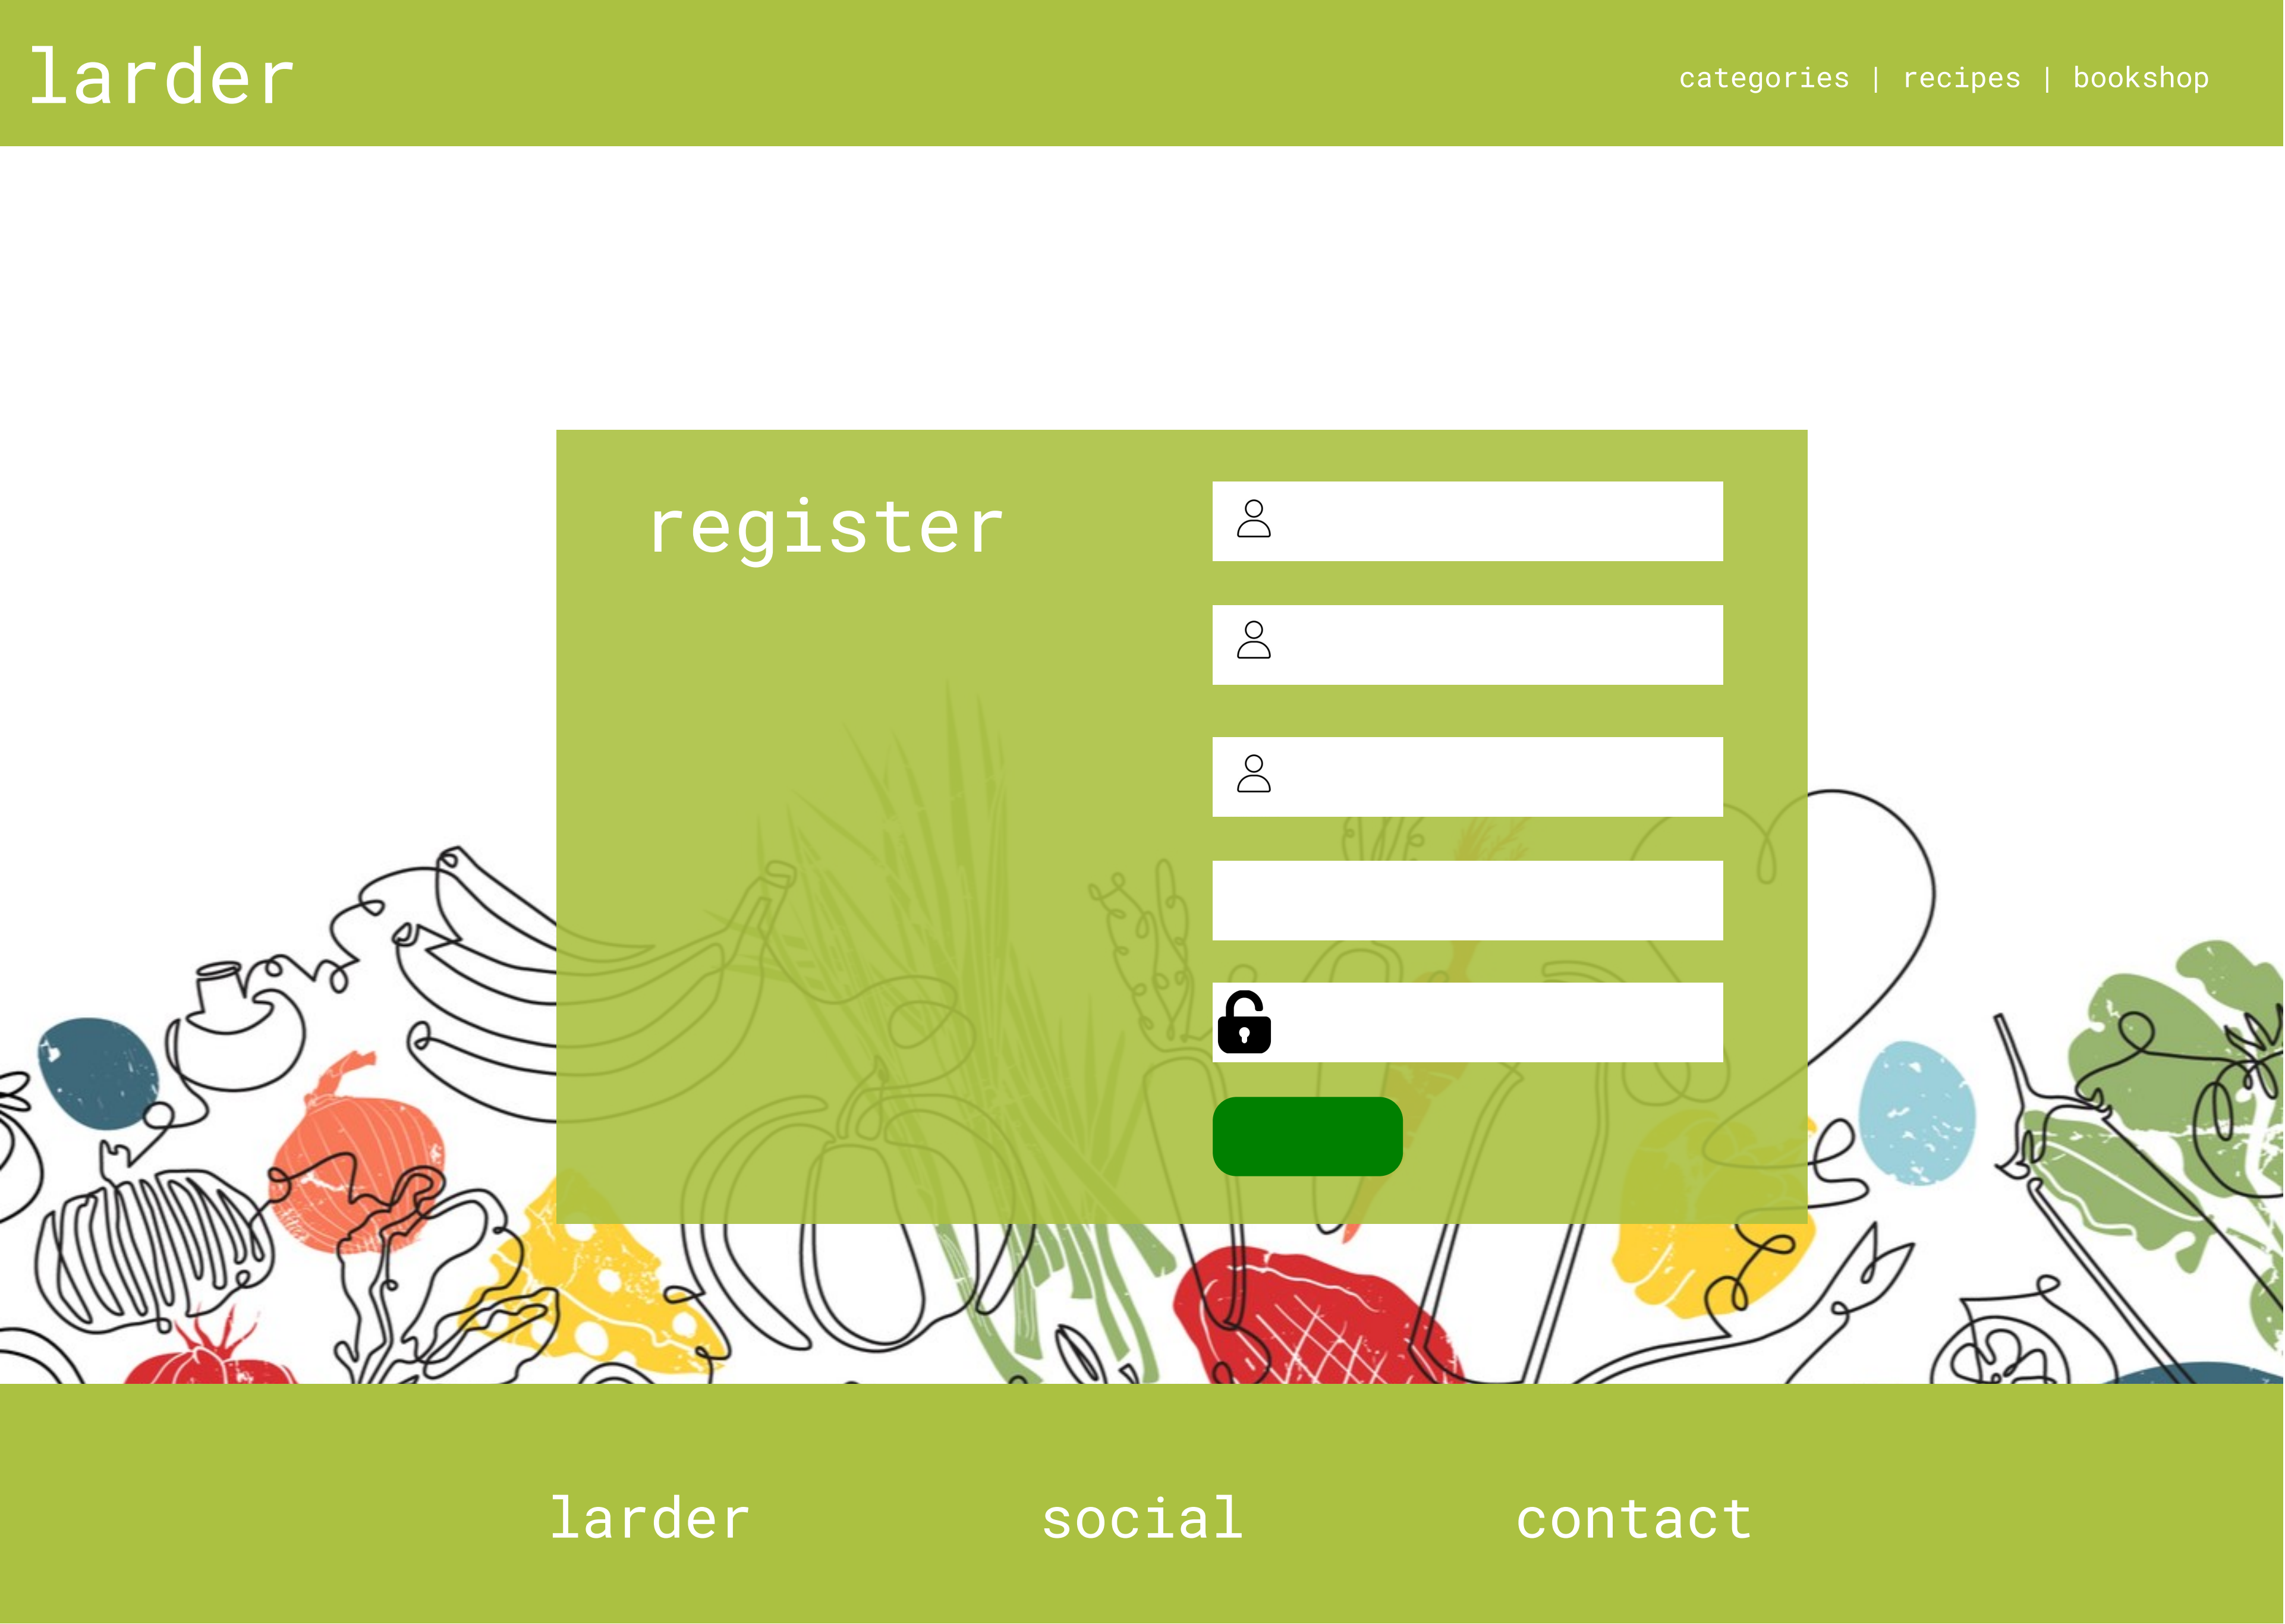 larder
categories | recipes | bookshop
register
larder
social
contact